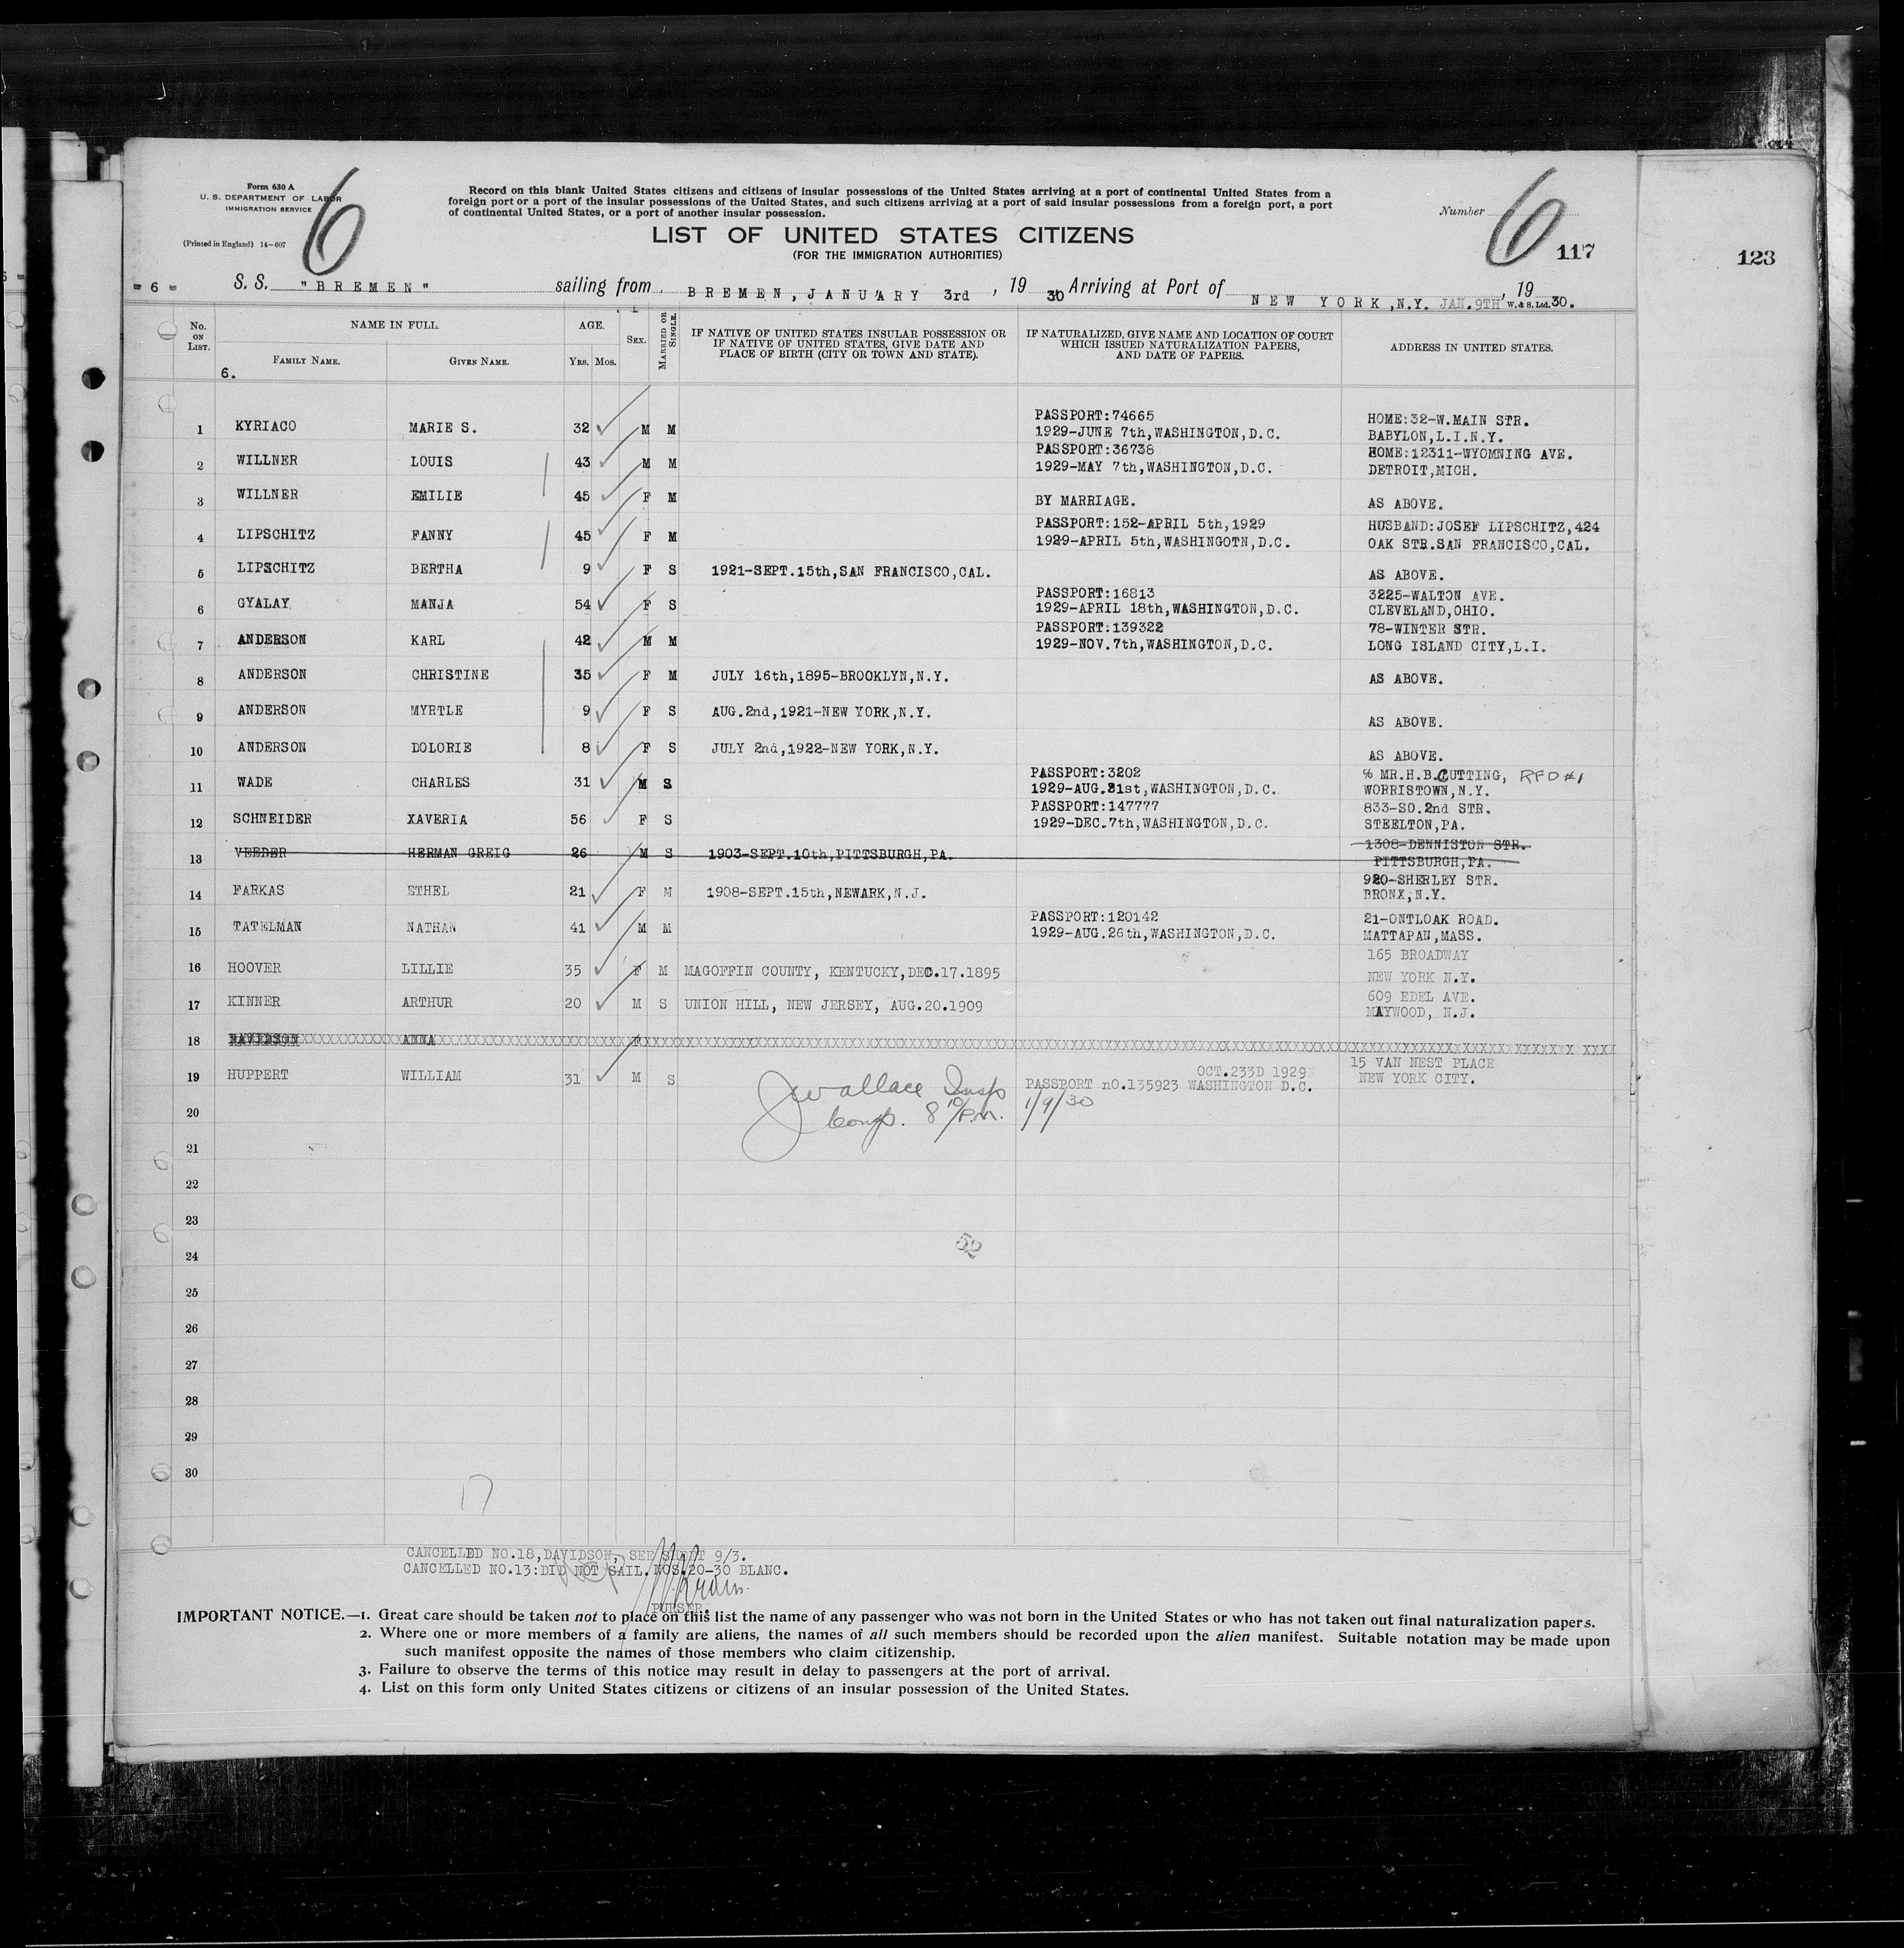 Form 630 A
U. S. DEPARTMENT OF LABOR
IMMIGRATION SERVICE
(Printed in England) 14-607
6
Record on this blank United States citizens and citizens of insular possessions of the United States arriving at a port of continental United States from a
foreign port or a port of the insular possessions of the United States, and such citizens arriving at a port of said insular possessions from a foreign port, a port
of continental United States, or a port of another insular possession.
Number 6
LIST OF UNITED STATES CITIZENS
(FOR THE IMMIGRATION AUTHORITIES)
117
123
= 6 = S. S. "BREMEN" sailing from BREMEN, JANUARY 3rd, 1930 Arriving at Port of NEW YORK, N.Y. JAN. 9TH, 1930.
W. & S. Ltd.
No. ON LIST.
NAME IN FULL.
FAMILY NAME.
GIVEN NAME.
AGE.
YRS. MOS.
SEX.
MARRIED OR SINGLE.
IF NATIVE OF UNITED STATES INSULAR POSSESSION OR
IF NATIVE OF UNITED STATES, GIVE DATE AND
PLACE OF BIRTH (CITY OR TOWN AND STATE).
IF NATURALIZED, GIVE NAME AND LOCATION OF COURT
WHICH ISSUED NATURALIZATION PAPERS,
AND DATE OF PAPERS.
ADDRESS IN UNITED STATES.
6.
PASSPORT:74665 HOME:32-W.MAIN STR.
1 KYRIACO MARIE S. 32 M M 1929-JUNE 7th,WASHINGTON,D.C. BABYLON,L.I.N.Y.
PASSPORT:36738 HOME:12311-WYOMNING AVE.
2 WILLNER LOUIS 43 M M 1929-MAY 7th,WASHINGTON,D.C. DETROIT,MICH.
3 WILLNER EMILIE 45 F M BY MARRIAGE. AS ABOVE.
PASSPORT:152-APRIL 5th,1929 HUSBAND:JOSEF LIPSCHITZ,424
4 LIPSCHITZ FANNY 45 F M 1929-APRIL 5th,WASHINGOTN,D.C. OAK STR.SAN FRANCISCO,CAL.
5 LIPSCHITZ BERTHA 9 F S 1921-SEPT.15th,SAN FRANCISCO,CAL. AS ABOVE.
PASSPORT:16813 3225-WALTON AVE.
6 GYALAY MANJA 54 F S 1929-APRIL 18th,WASHINGTON,D.C. CLEVELAND,OHIO.
PASSPORT:139322 78-WINTER STR.
7 ANDERSON KARL 42 M M 1929-NOV.7th,WASHINGTON,D.C. LONG ISLAND CITY,L.I.
8 ANDERSON CHRISTINE 35 F M JULY 16th,1895-BROOKLYN,N.Y. AS ABOVE.
9 ANDERSON MYRTLE 9 F S AUG.2nd,1921-NEW YORK,N.Y. AS ABOVE.
10 ANDERSON DOLORIE 8 F S JULY 2nd,1922-NEW YORK,N.Y. AS ABOVE.
PASSPORT:3202 % MR.H.B.CUTTING, RFD #1
11 WADE CHARLES 31 M S 1929-AUG.21st,WASHINGTON,D.C. WORRISTOWN,N.Y.
PASSPORT:147777 833-SO.2nd STR.
12 SCHNEIDER XAVERIA 56 F S 1929-DEC.7th,WASHINGTON,D.C. STEELTON,PA.
13 VEEDER HERMAN GREIG 26 M S 1903-SEPT.10th,PITTSBURGH,PA. 1308-DENNISTON STR.
PITTSBURGH,PA.
920-SHERLEY STR.
14 FARKAS ETHEL 21 F M 1908-SEPT.15th,NEWARK,N.J. BRONX,N.Y.
PASSPORT:120142 21-ONTLOAK ROAD.
15 TATELMAN NATHAN 41 M M 1929-AUG.26th,WASHINGTON,D.C. MATTAPAN,MASS.
165 BROADWAY
16 HOOVER LILLIE 35 F M MAGOFFIN COUNTY, KENTUCKY,DEC.17.1895 NEW YORK N.Y.
609 EDEL AVE.
17 KINNER ARTHUR 20 M S UNION HILL, NEW JERSEY, AUG.20.1909 MAYWOOD, N.J.
18 DAVIDSON ANNA F
OCT.233D 1929 15 VAN NEST PLACE
19 HUPPERT WILLIAM 31 M S PASSPORT nO.135923 WASHINGTON D.C. NEW YORK CITY.
J Wallace Insp 1/9/30
Comp. 8 10/P.M.
20
21
22
23
24
52
25
26
27
28
29
30
17
CANCELLED NO.18,DAVIDSON, SEE SHEET 9/3.
CANCELLED NO.13:DID NOT SAIL.NOS.20-30 BLANC.
PURSER.
IMPORTANT NOTICE.—1. Great care should be taken not to place on this list the name of any passenger who was not born in the United States or who has not taken out final naturalization papers.
2. Where one or more members of a family are aliens, the names of all such members should be recorded upon the alien manifest. Suitable notation may be made upon
such manifest opposite the names of those members who claim citizenship.
3. Failure to observe the terms of this notice may result in delay to passengers at the port of arrival.
4. List on this form only United States citizens or citizens of an insular possession of the United States.